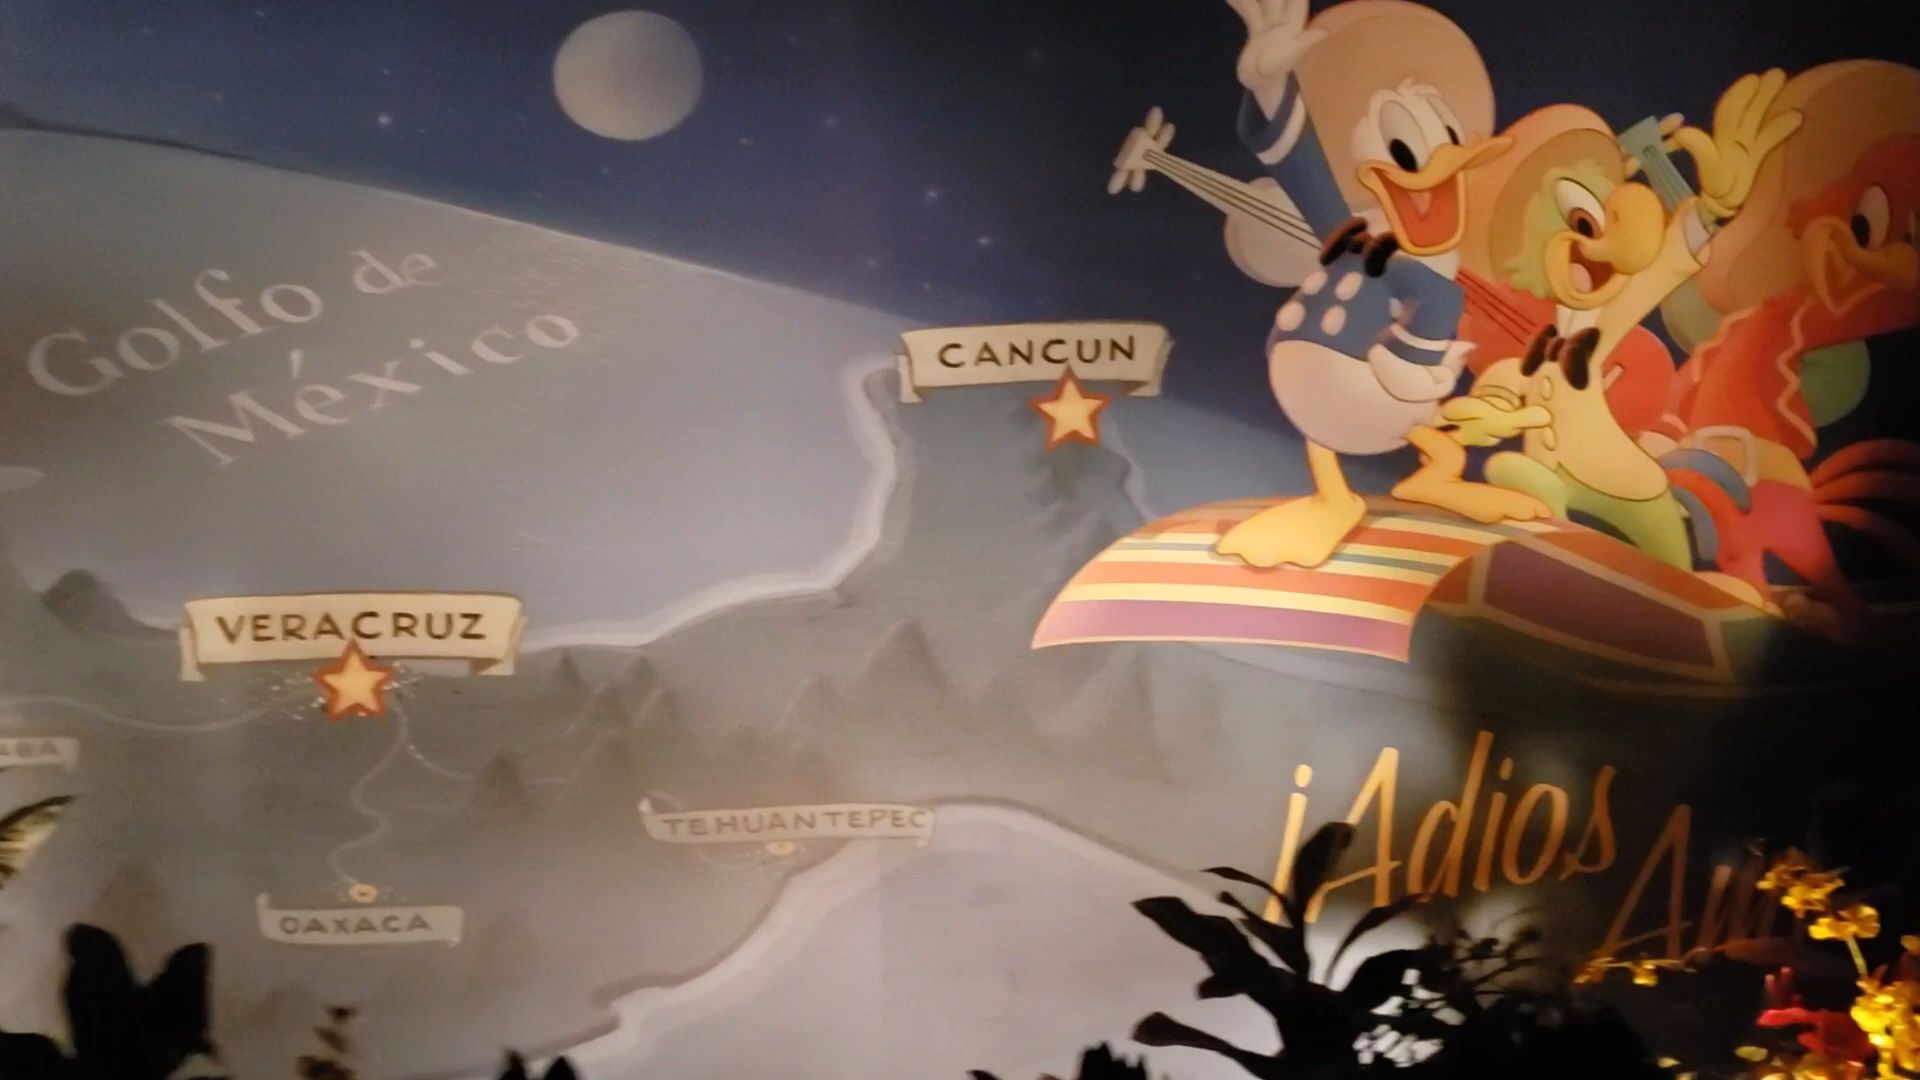 Golfo de
México
CANCUN
VERACRUZ
TEHUANTEPEC
OAXACA
¡Adios